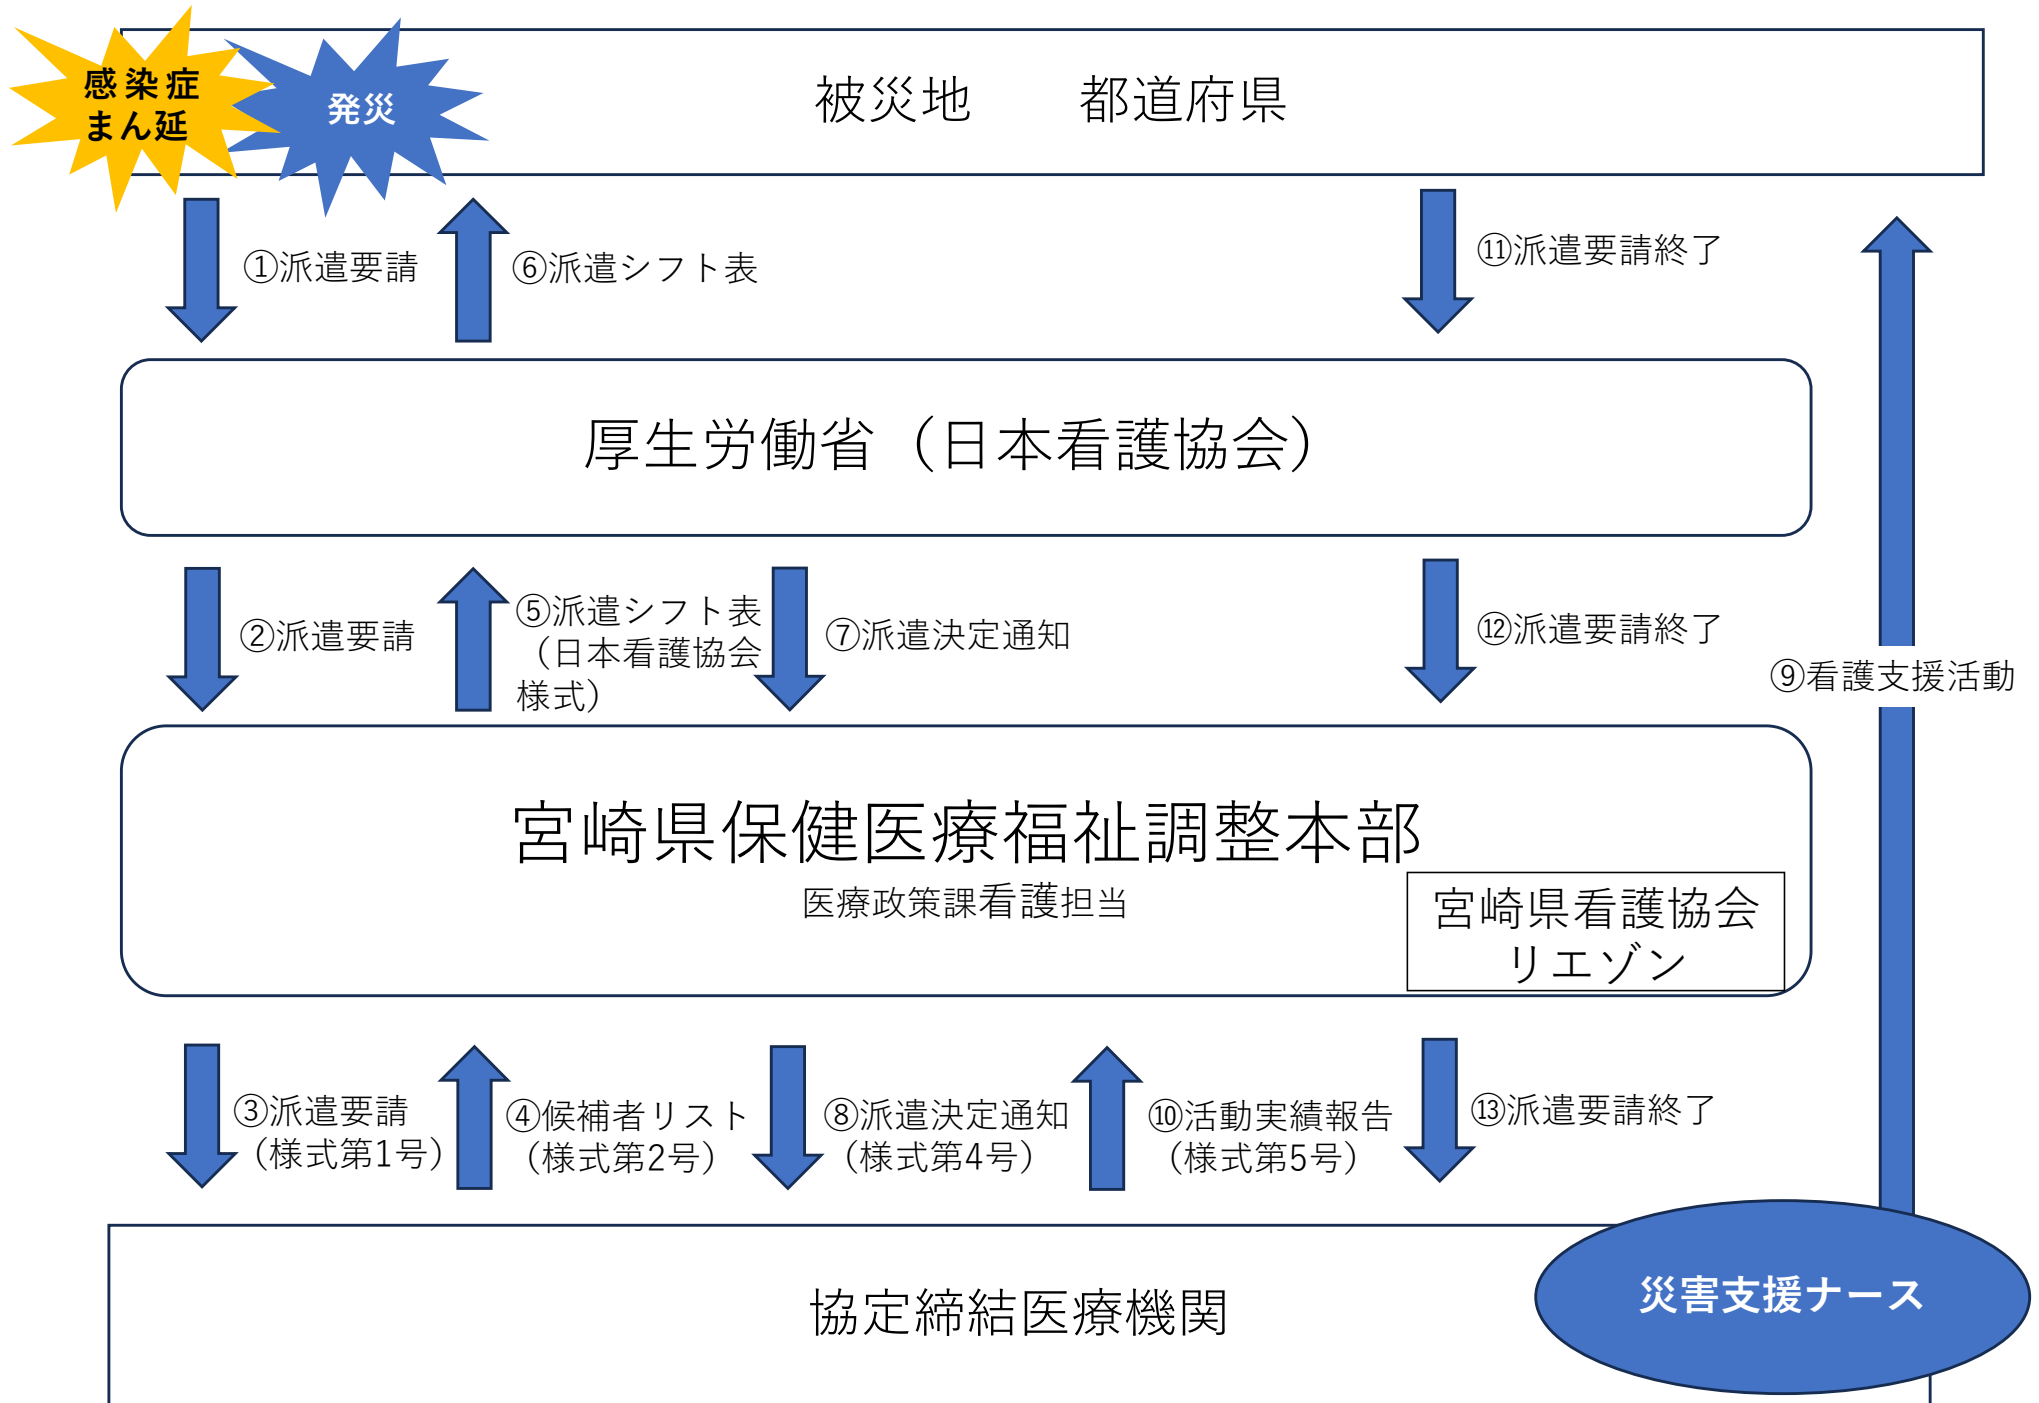 感染症
まん延
発災
被災地　　都道府県
①派遣要請
⑥派遣シフト表
⑪派遣要請終了
厚生労働省（日本看護協会）
②派遣要請
⑤派遣シフト表
（日本看護協会
様式）
⑦派遣決定通知
⑫派遣要請終了
⑨看護支援活動
宮崎県保健医療福祉調整本部
医療政策課看護担当
宮崎県看護協会
リエゾン
③派遣要請
（様式第1号）
④候補者リスト
（様式第2号）
⑧派遣決定通知
（様式第4号）
⑩活動実績報告
（様式第5号）
⑬派遣要請終了
協定締結医療機関
災害支援ナース